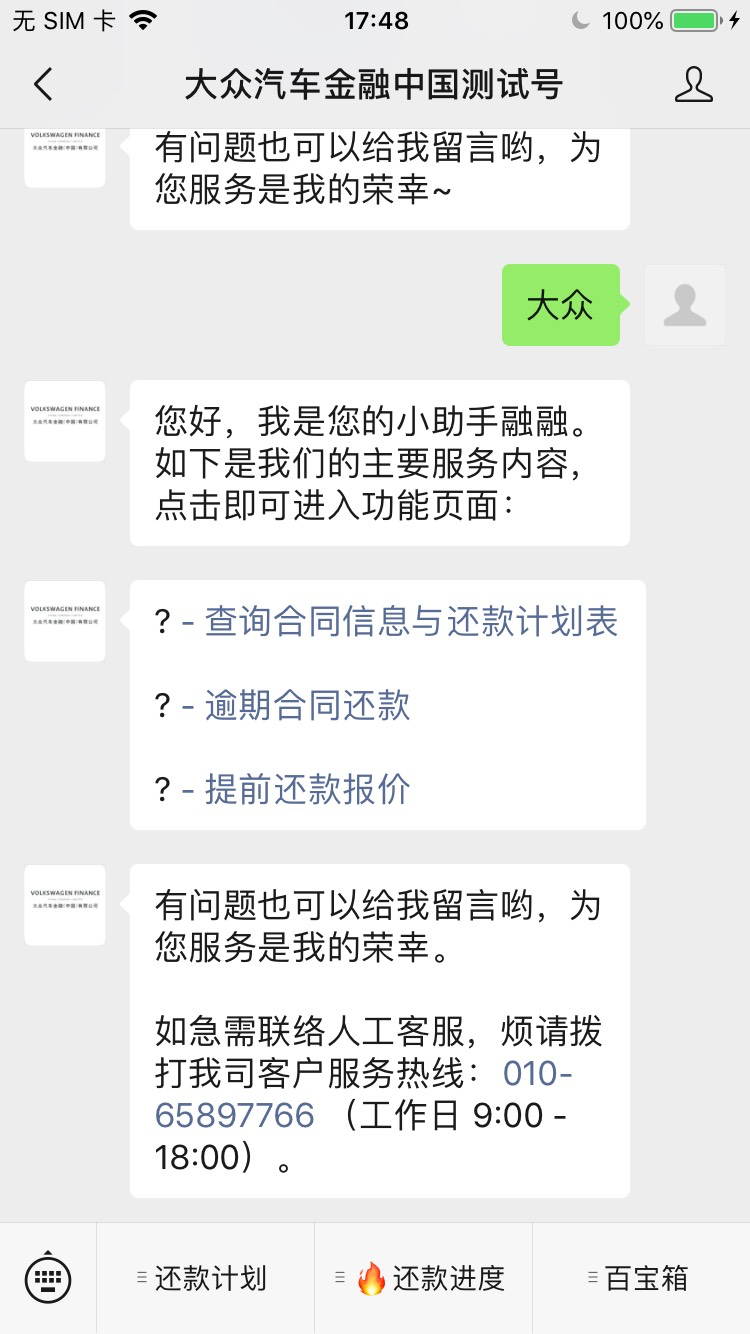 无 SIM 卡 17:48 100%
大众汽车金融中国测试号
VOLKSWAGEN FINANCE
大众汽车金融(中国)有限公司
有问题也可以给我留言哟，为
您服务是我的荣幸~
大众
VOLKSWAGEN FINANCE
大众汽车金融(中国)有限公司
您好，我是您的小助手融融。
如下是我们的主要服务内容，
点击即可进入功能页面：
VOLKSWAGEN FINANCE
大众汽车金融(中国)有限公司
? - 查询合同信息与还款计划表
? - 逾期合同还款
? - 提前还款报价
VOLKSWAGEN FINANCE
大众汽车金融(中国)有限公司
有问题也可以给我留言哟，为
您服务是我的荣幸。
如急需联络人工客服，烦请拨
打我司客户服务热线：010-
65897766 （工作日 9:00 -
18:00）。
还款计划 🔥还款进度 百宝箱